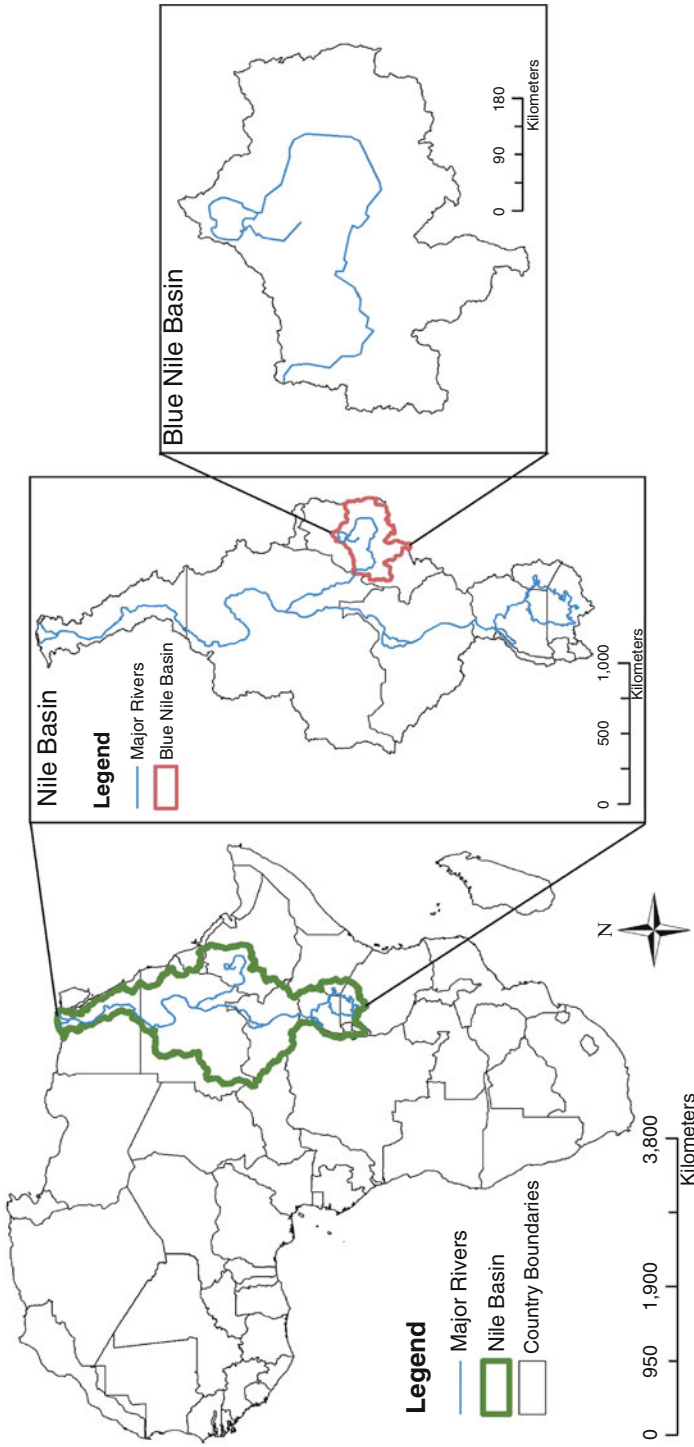 Legend
Major Rivers
Nile Basin
Country Boundaries
0 950 1,900 3,800
Kilometers
N
Nile Basin
Legend
Major Rivers
Blue Nile Basin
0 500 1,000
Kilometers
Blue Nile Basin
0 90 180
Kilometers